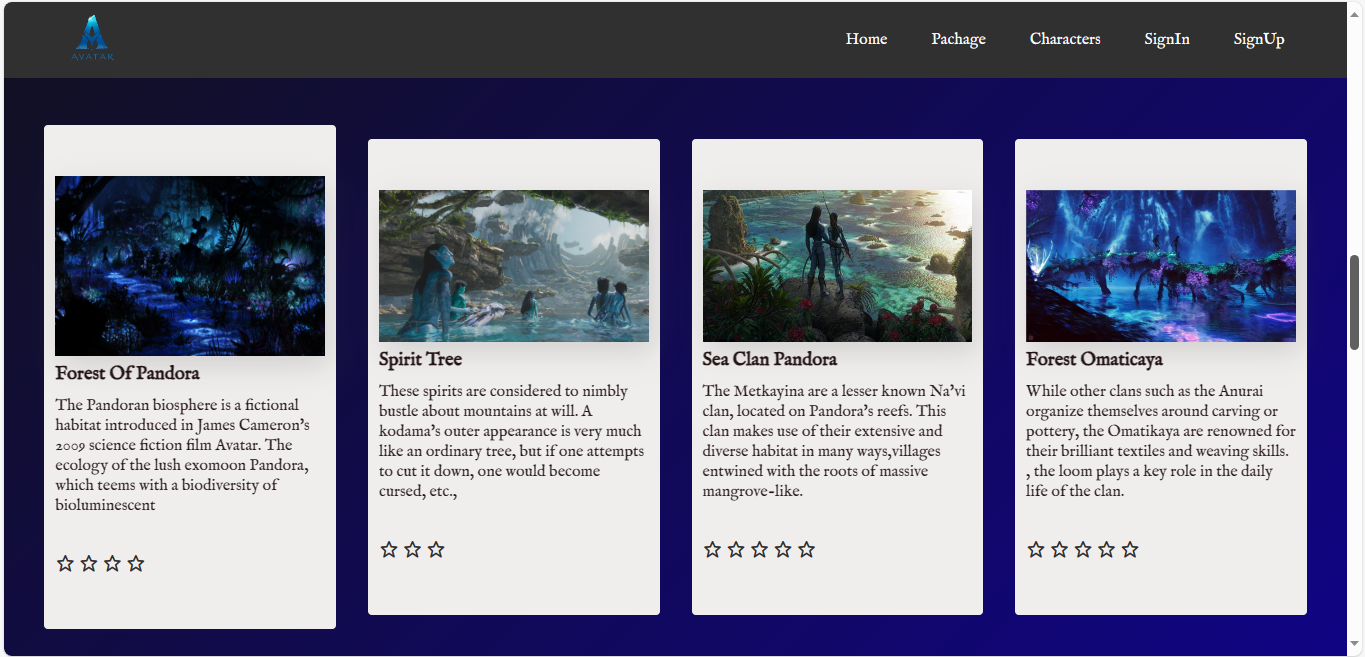 AVATAR
Home
Pachage
Characters
SignIn
SignUp
Forest Of Pandora
The Pandoran biosphere is a fictional
habitat introduced in James Cameron's
2009 science fiction film Avatar. The
ecology of the lush exomoon Pandora,
which teems with a biodiversity of
bioluminescent
Spirit Tree
These spirits are considered to nimbly
bustle about mountains at will. A
kodama's outer appearance is very much
like an ordinary tree, but if one attempts
to cut it down, one would become
cursed, etc.,
Sea Clan Pandora
The Metkayina are a lesser known Na'vi
clan, located on Pandora's reefs. This
clan makes use of their extensive and
diverse habitat in many ways,villages
entwined with the roots of massive
mangrove-like.
Forest Omaticaya
While other clans such as the Anurai
organize themselves around carving or
pottery, the Omatikaya are renowned for
their brilliant textiles and weaving skills.
, the loom plays a key role in the daily
life of the clan.